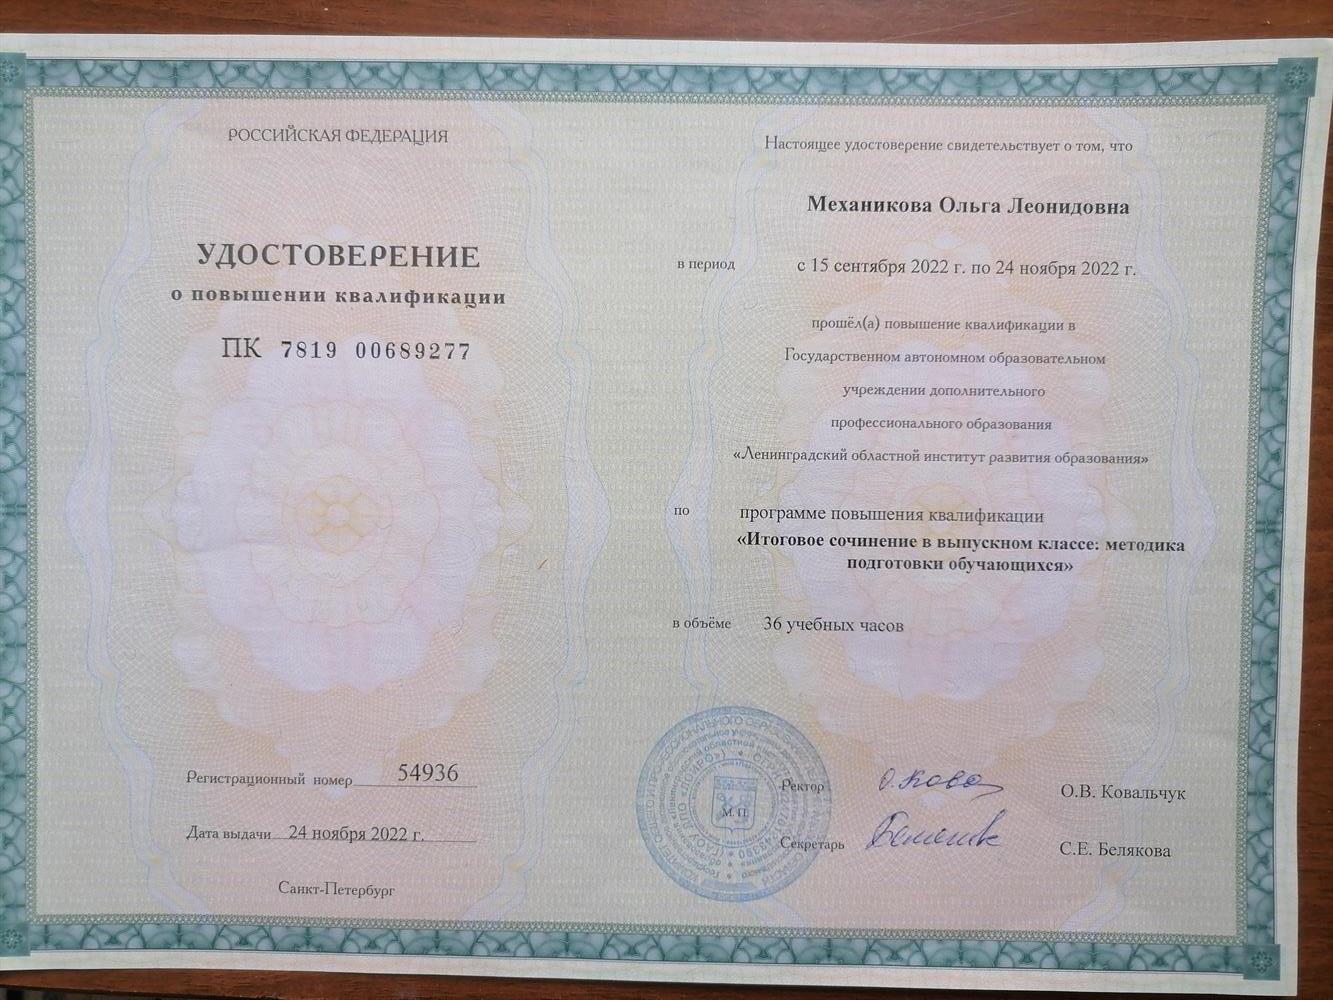 РОССИЙСКАЯ ФЕДЕРАЦИЯ
УДОСТОВЕРЕНИЕ
о повышении квалификации
ПК 7819 00689277
Регистрационный номер 54936
Дата выдачи 24 ноября 2022 г.
Санкт-Петербург
Настоящее удостоверение свидетельствует о том, что
Механикова Ольга Леонидовна
в период с 15 сентября 2022 г. по 24 ноября 2022 г.
прошёл(а) повышение квалификации в
Государственном автономном образовательном
учреждении дополнительного
профессионального образования
«Ленинградский областной институт развития образования»
по программе повышения квалификации
«Итоговое сочинение в выпускном классе: методика
подготовки обучающихся»
в объёме 36 учебных часов
М.П.
Ректор О.В. Ковальчук
Секретарь С.Е. Белякова